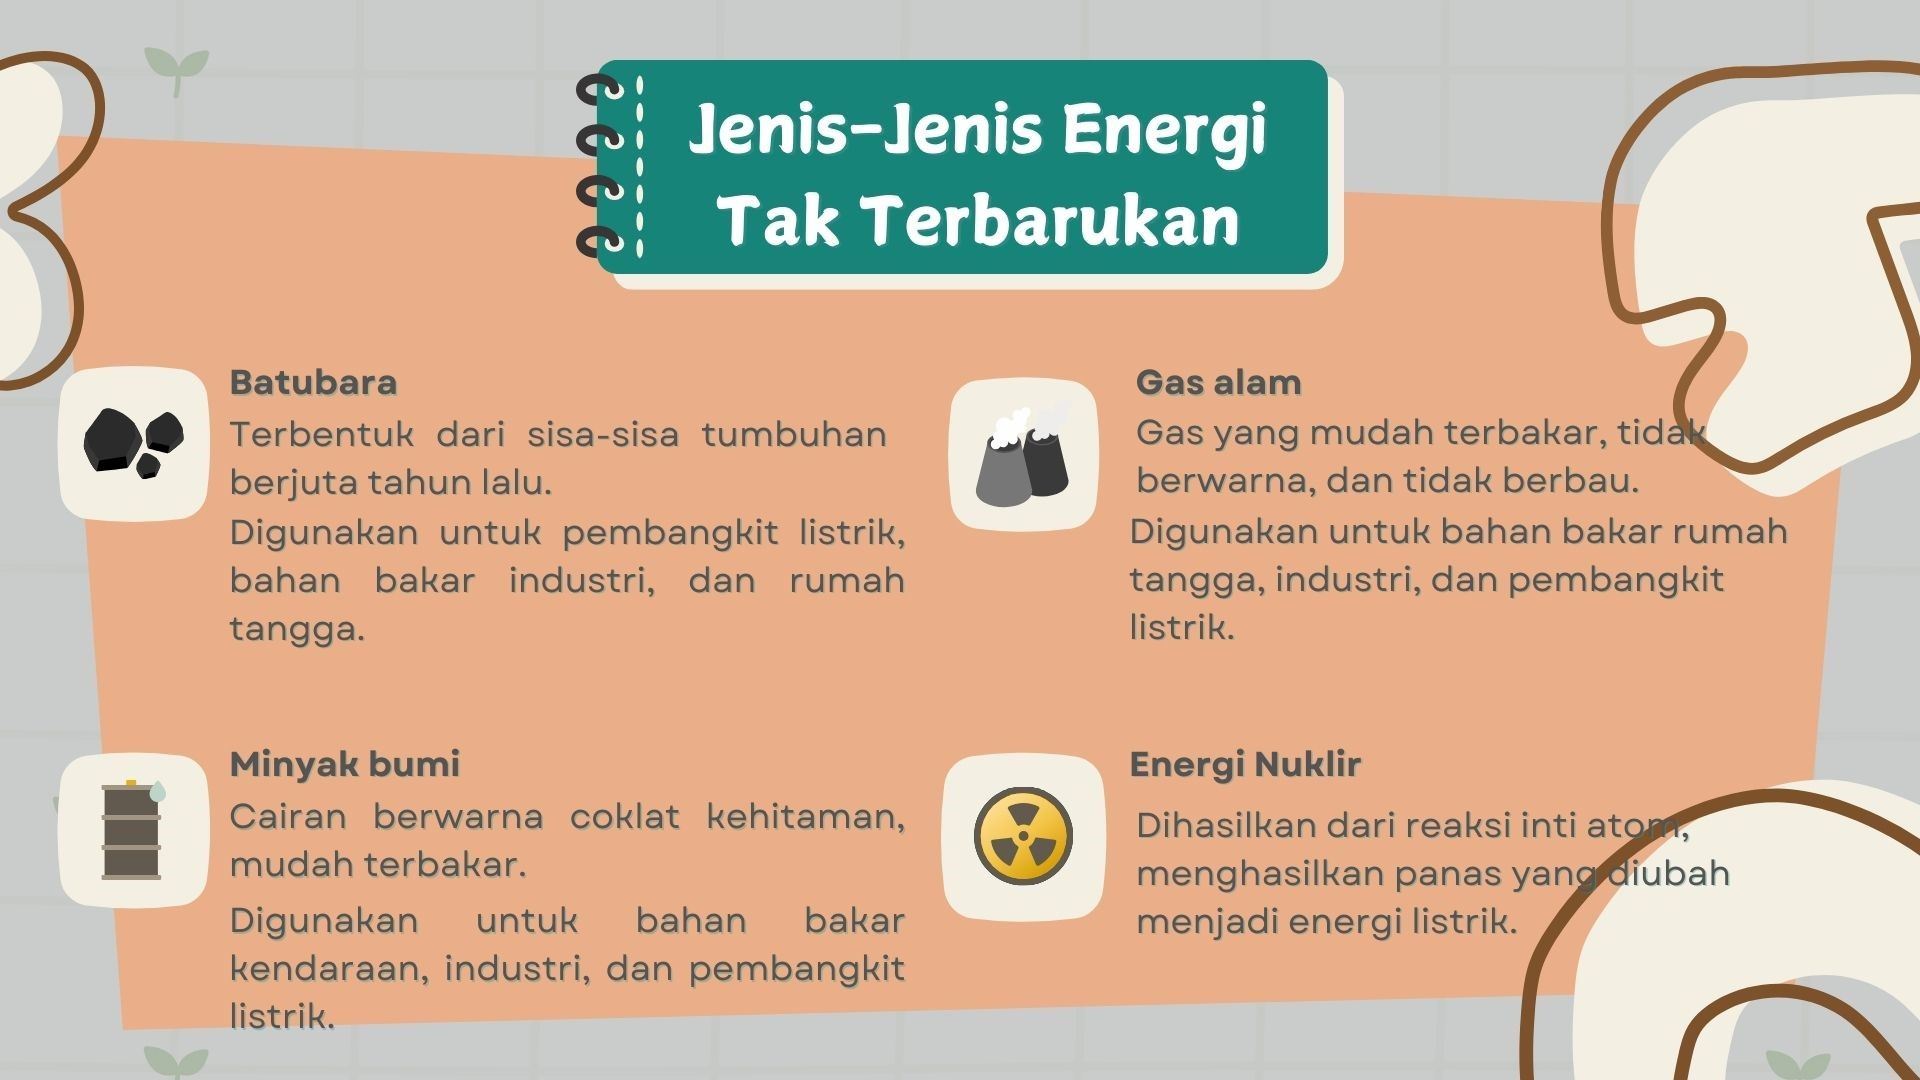 Jenis-Jenis Energi
Tak Terbarukan
Batubara
Terbentuk dari sisa-sisa tumbuhan
berjuta tahun lalu.
Digunakan untuk pembangkit listrik,
bahan bakar industri, dan rumah
tangga.
Gas alam
Gas yang mudah terbakar, tidak
berwarna, dan tidak berbau.
Digunakan untuk bahan bakar rumah
tangga, industri, dan pembangkit
listrik.
Minyak bumi
Cairan berwarna coklat kehitaman,
mudah terbakar.
Digunakan untuk bahan bakar
kendaraan, industri, dan pembangkit
listrik.
Energi Nuklir
Dihasilkan dari reaksi inti atom,
menghasilkan panas yang diubah
menjadi energi listrik.